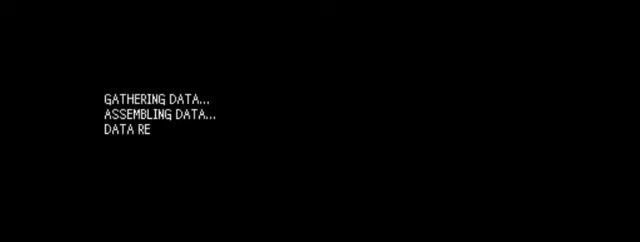 GATHERING DATA...
ASSEMBLING DATA...
DATA RE